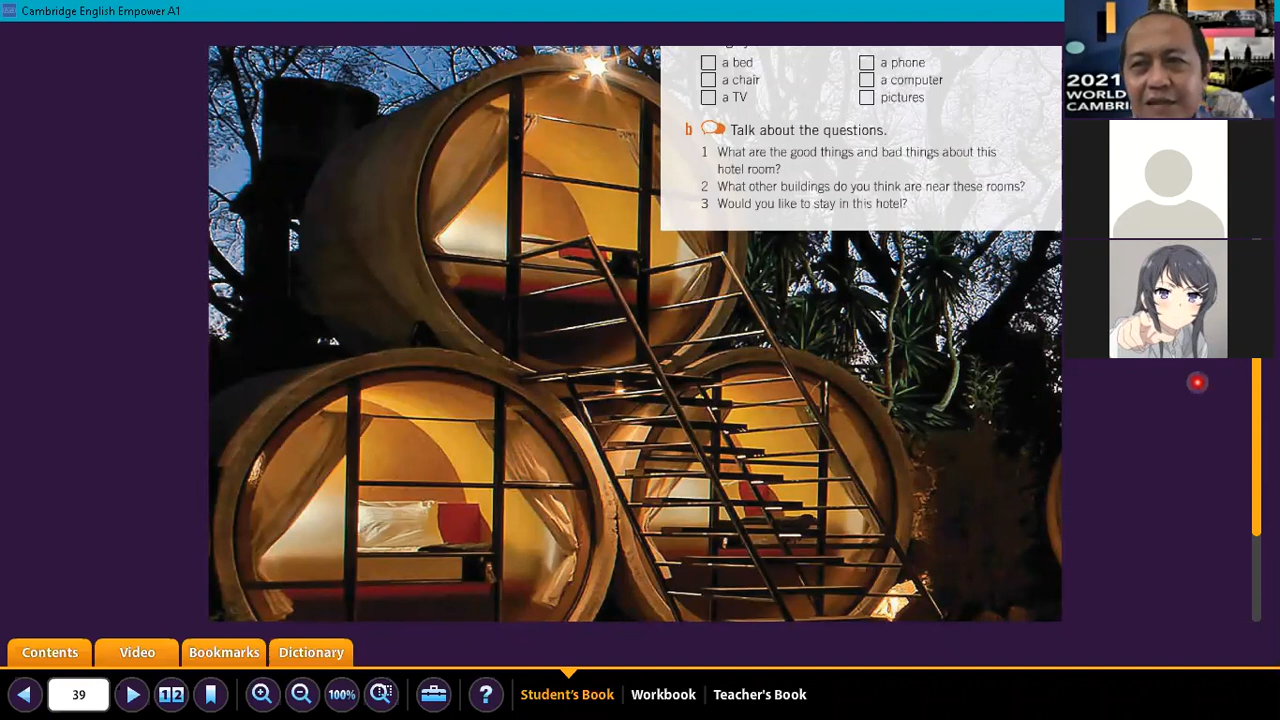 Cambridge English Empower A1
a bed
a phone
a chair
a computer
a TV
pictures
b Talk about the questions.
1 What are the good things and bad things about this
hotel room?
2 What other buildings do you think are near these rooms?
3 Would you like to stay in this hotel?
2021
WORLD
CAMBRI
Contents
Video
Bookmarks
Dictionary
39
12
100%
?
Student's Book
Workbook
Teacher's Book